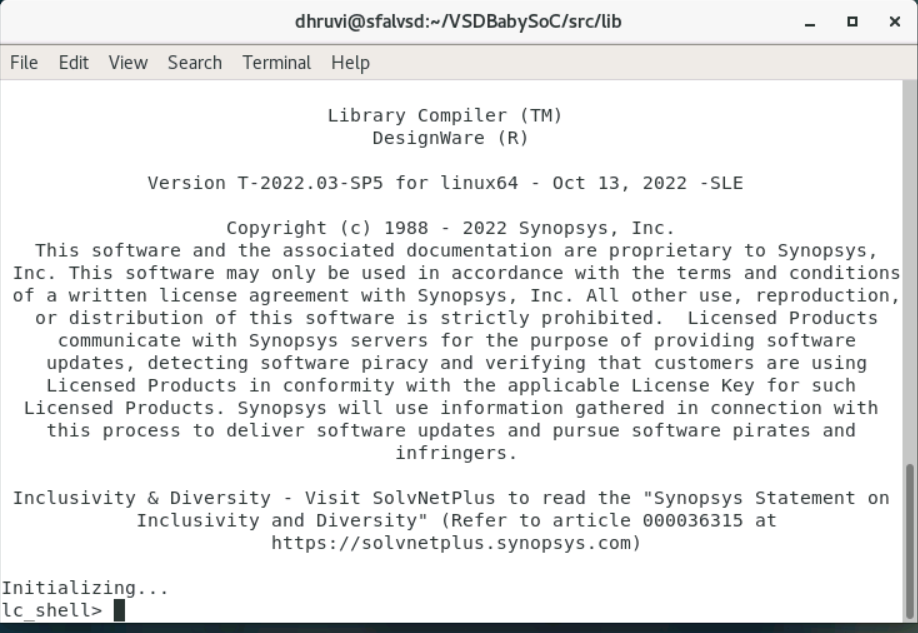 dhruvi@sfalvsd:~/VSDBabySoC/src/lib
File Edit View Search Terminal Help
Library Compiler (TM)
DesignWare (R)
Version T-2022.03-SP5 for linux64 - Oct 13, 2022 -SLE
Copyright (c) 1988 - 2022 Synopsys, Inc.
This software and the associated documentation are proprietary to Synopsys,
Inc. This software may only be used in accordance with the terms and conditions
of a written license agreement with Synopsys, Inc. All other use, reproduction,
or distribution of this software is strictly prohibited.  Licensed Products
communicate with Synopsys servers for the purpose of providing software
updates, detecting software piracy and verifying that customers are using
Licensed Products in conformity with the applicable License Key for such
Licensed Products. Synopsys will use information gathered in connection with
this process to deliver software updates and pursue software pirates and
infringers.
Inclusivity & Diversity - Visit SolvNetPlus to read the "Synopsys Statement on
Inclusivity and Diversity" (Refer to article 000036315 at
https://solvnetplus.synopsys.com)
Initializing...
lc_shell>